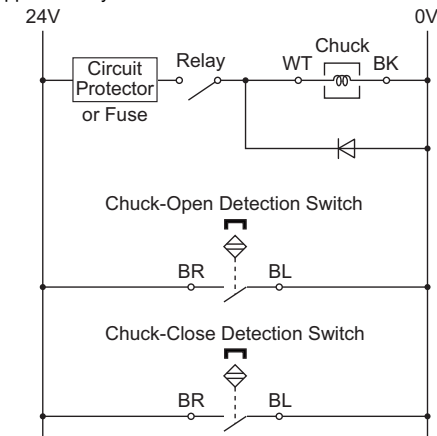 24V 0V
Chuck
Circuit Protector
Relay
WT BK
or Fuse
Chuck-Open Detection Switch
BR BL
Chuck-Close Detection Switch
BR BL